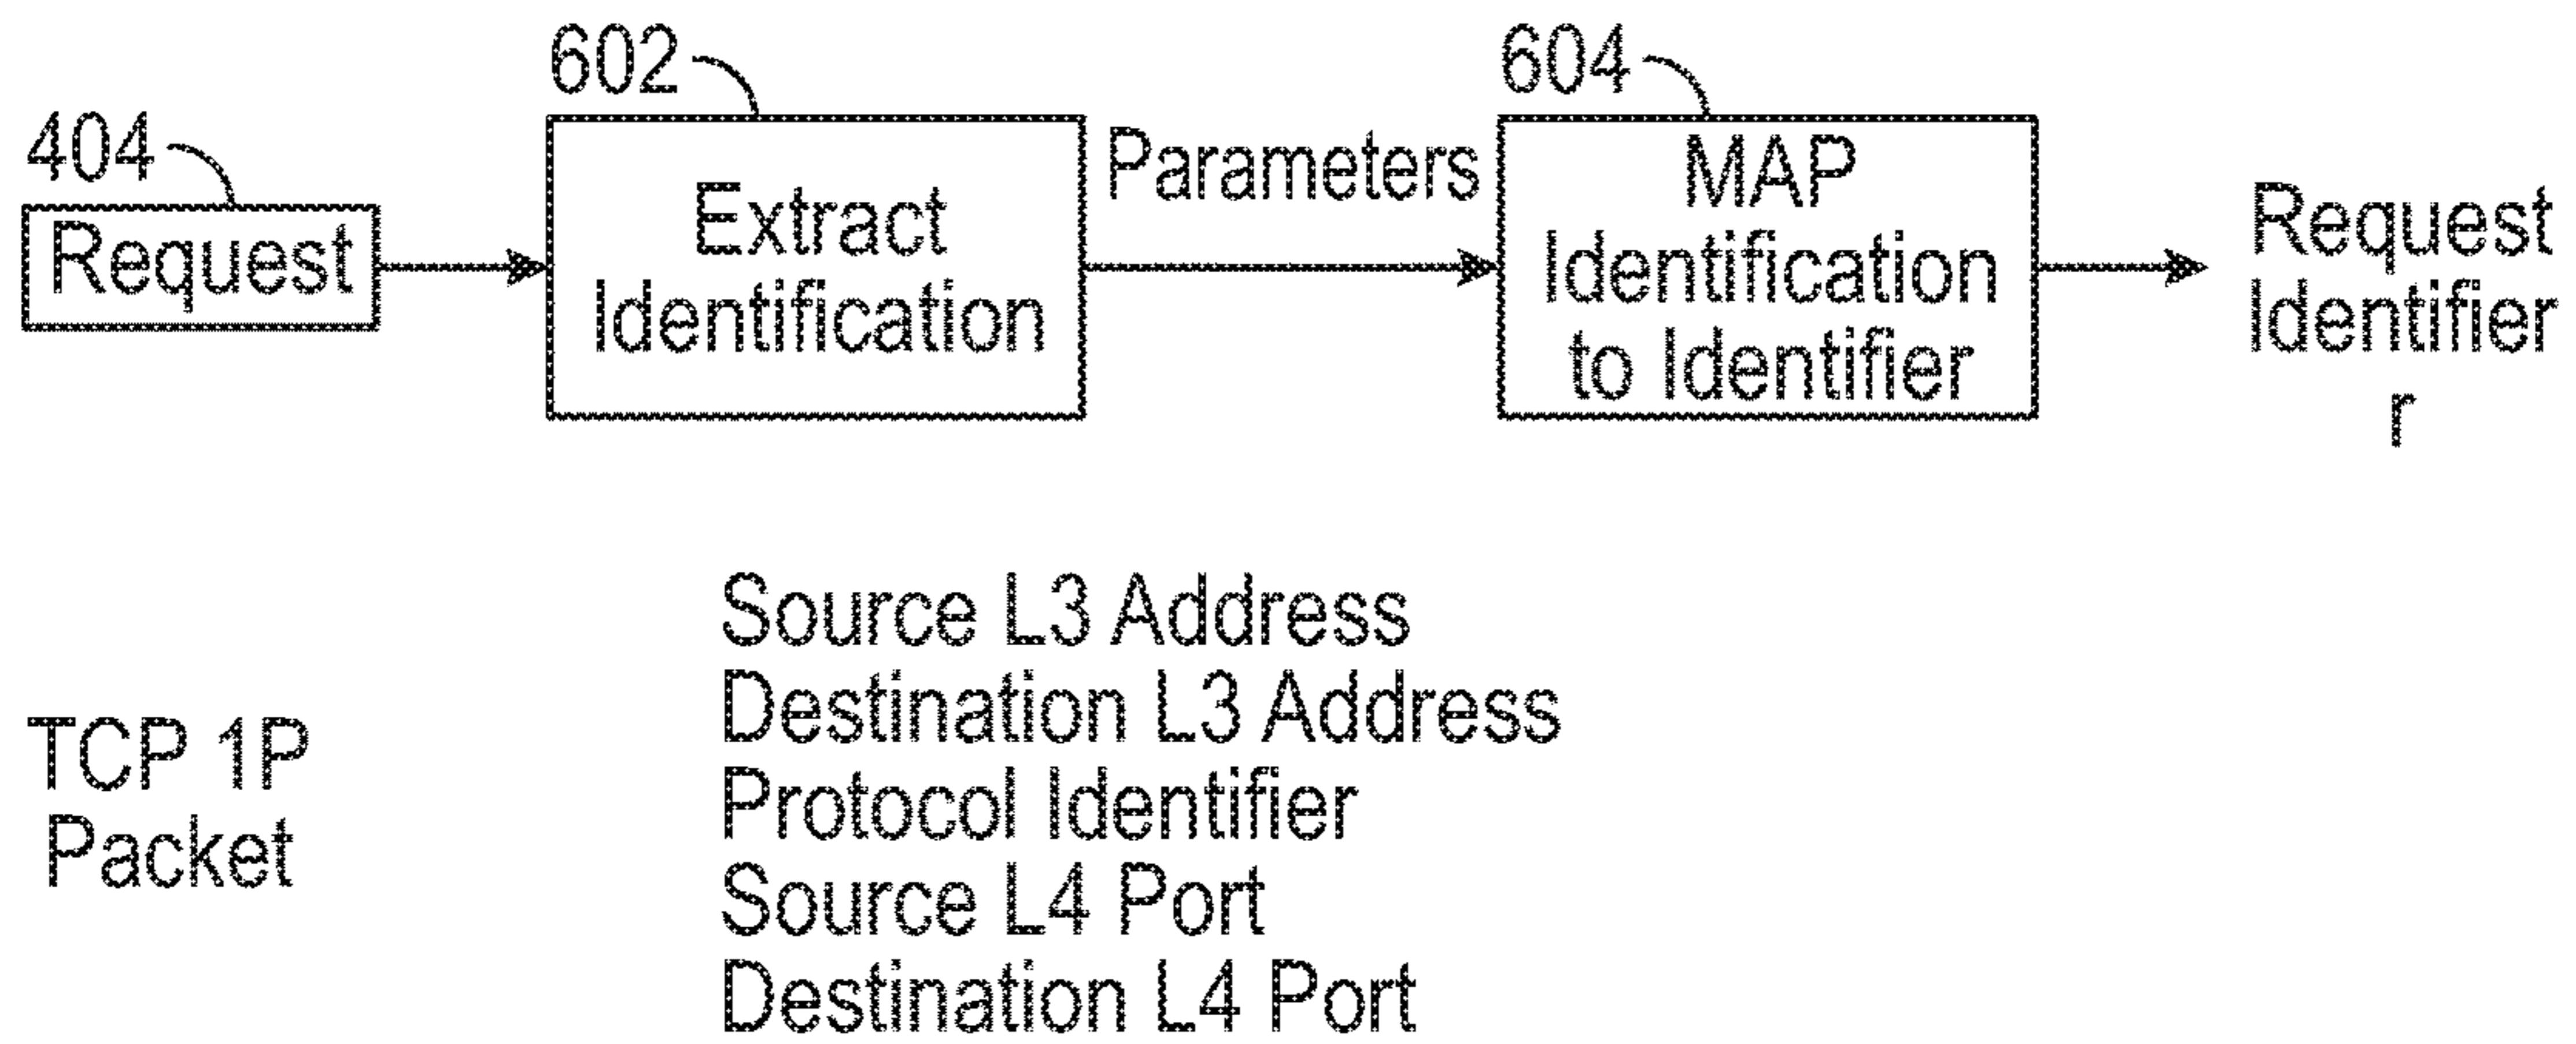 404
Request
602
Extract
Identification
Parameters
604
MAP
Identification
to Identifier
Request
Identifier
r
TCP 1P
Packet
Source L3 Address
Destination L3 Address
Protocol Identifier
Source L4 Port
Destination L4 Port